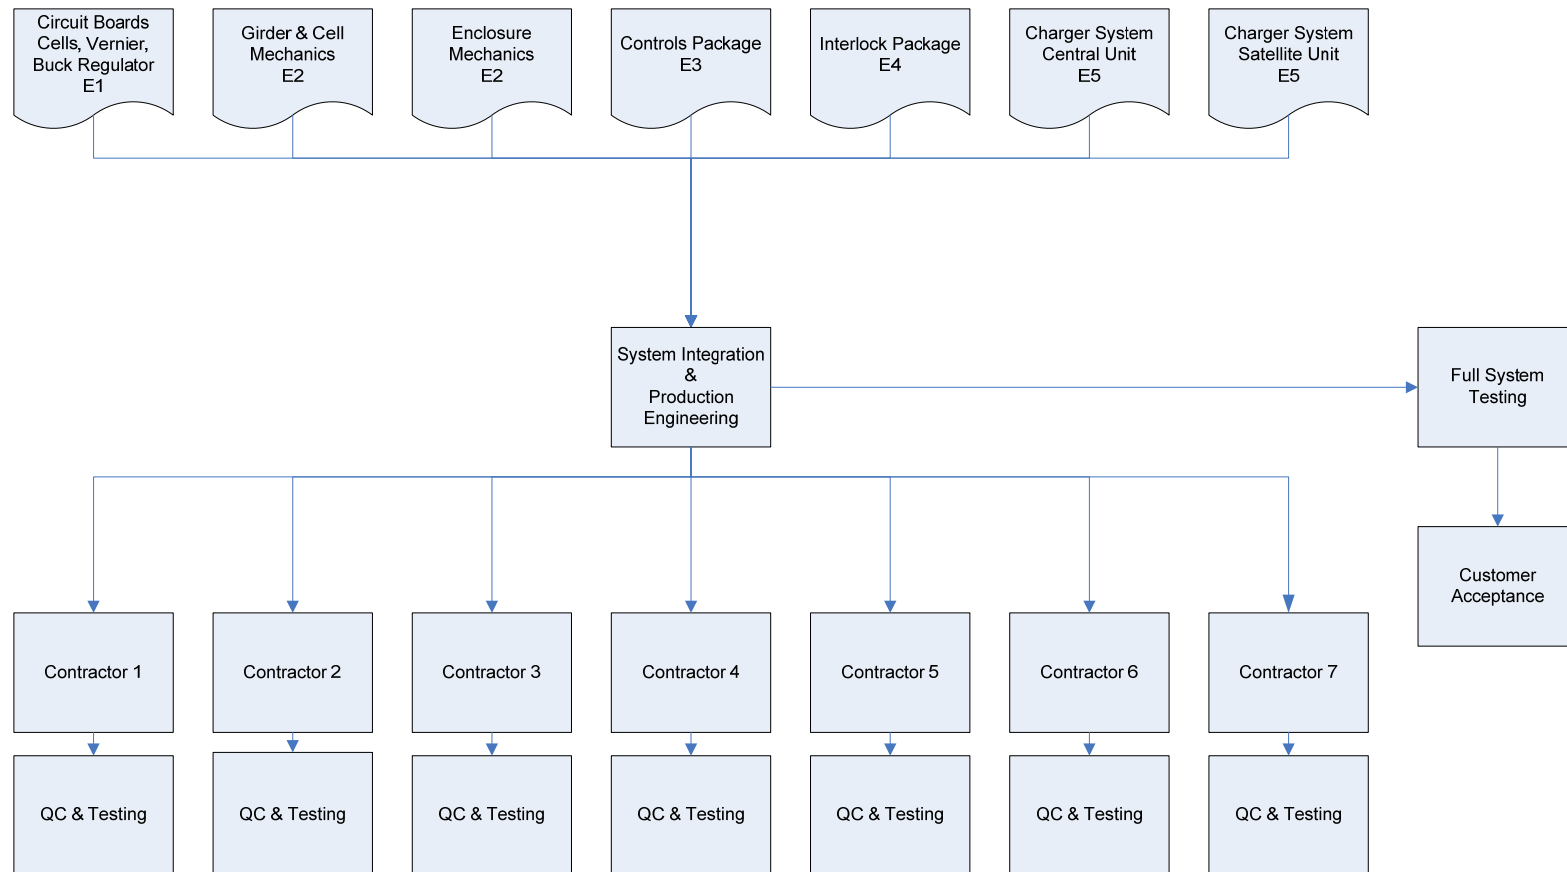 Circuit Boards
Cells, Vernier,
Buck Regulator
E1
Girder & Cell
Mechanics
E2
Enclosure
Mechanics
E2
Controls Package
E3
Interlock Package
E4
Charger System
Central Unit
E5
Charger System
Satellite Unit
E5
System Integration
&
Production
Engineering
Full System
Testing
Customer
Acceptance
Contractor 1
Contractor 2
Contractor 3
Contractor 4
Contractor 5
Contractor 6
Contractor 7
QC & Testing
QC & Testing
QC & Testing
QC & Testing
QC & Testing
QC & Testing
QC & Testing